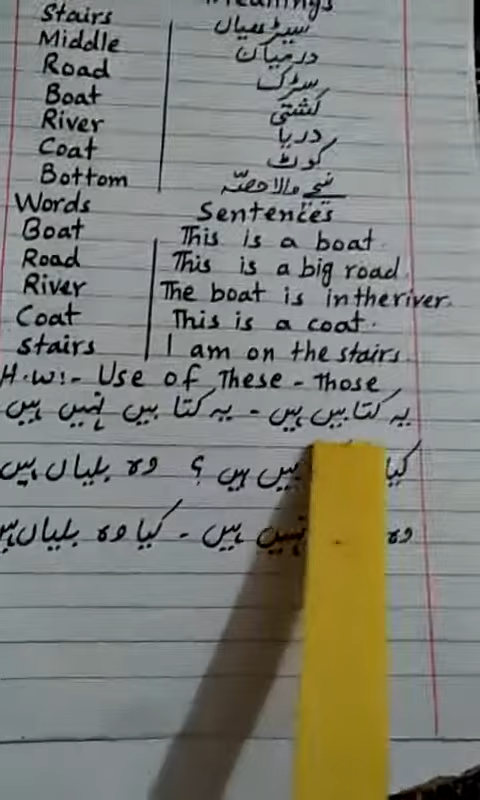 Meanings
Stairs سیڑھیاں
Middle درمیان
Road سڑک
Boat کشتی
River دریا
Coat کوٹ
Bottom نیچے والا حصّہ
Words Sentences
Boat This is a boat.
Road This is a big road.
River The boat is in the river.
Coat This is a coat.
Stairs I am on the stairs.
H.W:- Use of These - Those
یہ کتابیں ہیں - یہ کتابیں نہیں ہیں
کیا ہیں ؟ وہ بلیاں ہیں
وہ نہیں ہیں - کیا وہ بلیاں ہیں